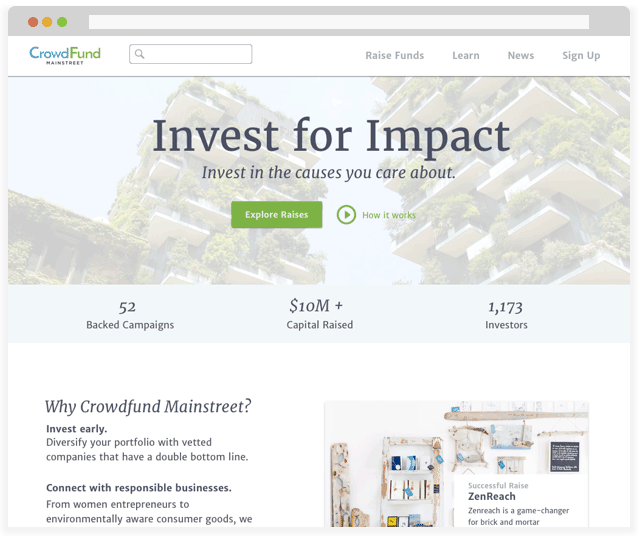 CrowdFund
MAINSTREET
Raise Funds
Learn
News
Sign Up
Invest for Impact
Invest in the causes you care about.
Explore Raises
How it works
52
Backed Campaigns
$10M +
Capital Raised
1,173
Investors
Why Crowdfund Mainstreet?
Invest early.
Diversify your portfolio with vetted
companies that have a double bottom line.
Connect with responsible businesses.
From women entrepreneurs to
environmentally aware consumer goods, we
Successful Raise
ZenReach
Zenreach is a game-changer
for brick and mortar